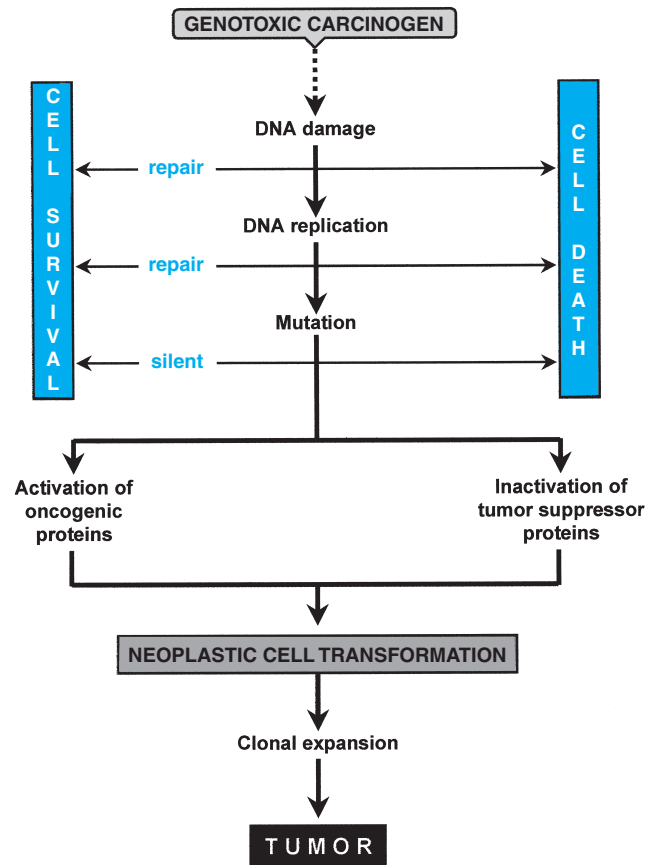 GENOTOXIC CARCINOGEN
CELL SURVIVAL
CELL DEATH
DNA damage
repair
DNA replication
repair
Mutation
silent
Activation of
oncogenic
proteins
Inactivation of
tumor suppressor
proteins
NEOPLASTIC CELL TRANSFORMATION
Clonal expansion
TUMOR